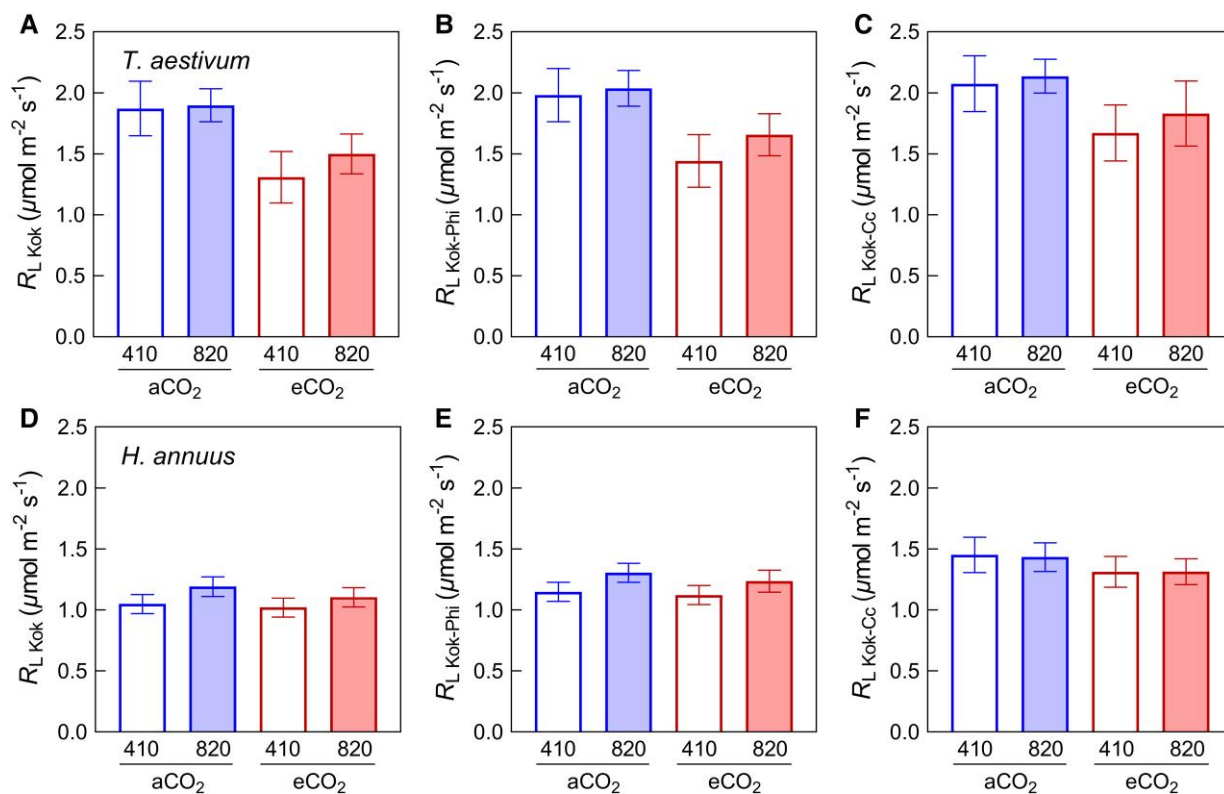 A
R_L Kok (µmol m⁻² s⁻¹)
2.5
2.0
1.5
1.0
0.5
0.0
T. aestivum
410 820 410 820
aCO₂ eCO₂
B
R_L Kok-Phi (µmol m⁻² s⁻¹)
2.5
2.0
1.5
1.0
0.5
0.0
410 820 410 820
aCO₂ eCO₂
C
R_L Kok-Cc (µmol m⁻² s⁻¹)
2.5
2.0
1.5
1.0
0.5
0.0
410 820 410 820
aCO₂ eCO₂
D
R_L Kok (µmol m⁻² s⁻¹)
2.5
2.0
1.5
1.0
0.5
0.0
H. annuus
410 820 410 820
aCO₂ eCO₂
E
R_L Kok-Phi (µmol m⁻² s⁻¹)
2.5
2.0
1.5
1.0
0.5
0.0
410 820 410 820
aCO₂ eCO₂
F
R_L Kok-Cc (µmol m⁻² s⁻¹)
2.5
2.0
1.5
1.0
0.5
0.0
410 820 410 820
aCO₂ eCO₂